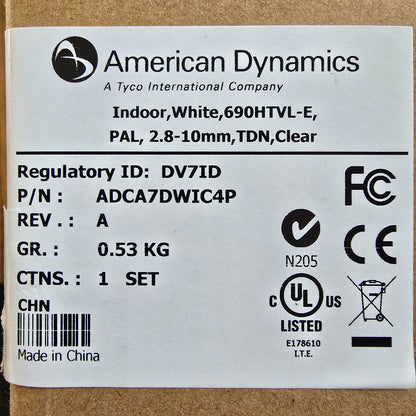 American Dynamics
A Tyco International Company
Indoor,White,690HTVL-E,
PAL, 2.8-10mm,TDN,Clear
Regulatory ID: DV7ID
P/N : ADCA7DWIC4P
REV . : A
GR. : 0.53 KG
CTNS. : 1 SET
CHN
Made in China
FC
N205
CE
C UL US
LISTED
E178610
I.T.E.